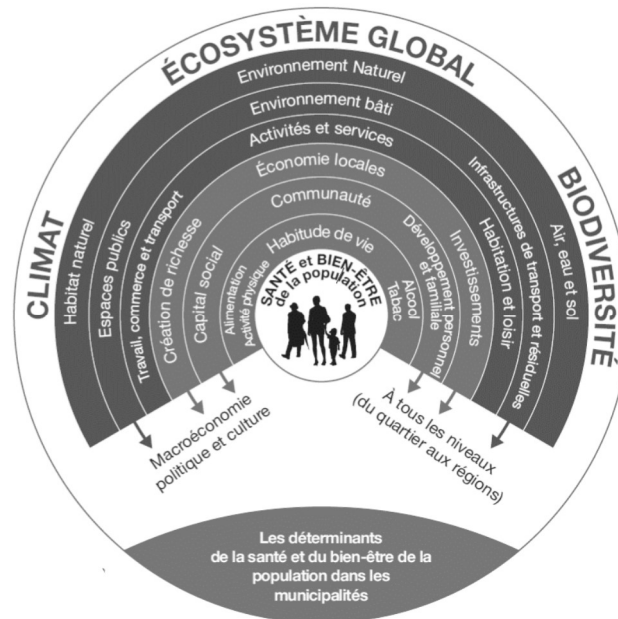 ÉCOSYSTÈME GLOBAL
CLIMAT
BIODIVERSITÉ
Environnement Naturel
Habitat naturel
Air, eau et sol
Environnement bâti
Espaces publics
Infrastructures de transport et résiduelles
Activités et services
Travail, commerce et transport
Habitation et loisir
Économie locales
Création de richesse
Investissements
Communauté
Capital social
Développement personnel
et familiale
Habitude de vie
Alimentation
Activité physique
Alcool
Tabac
SANTÉ et BIEN-ÊTRE
de la population
Macroéconomie
politique et culture
À tous les niveaux
(du quartier aux régions)
Les déterminants
de la santé et du bien-être de la
population dans les
municipalités